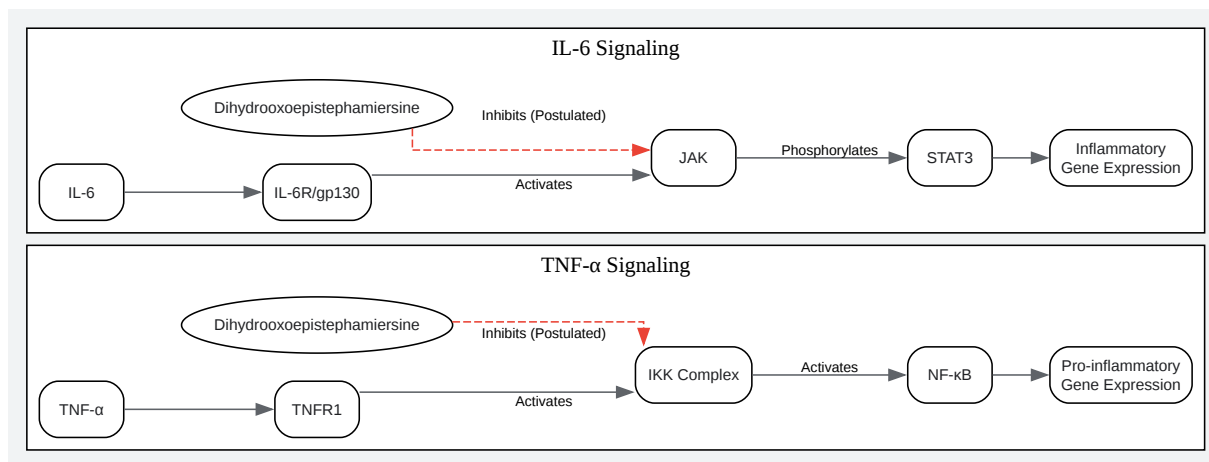 IL-6 Signaling
Dihydrooxoepistephamiersine
Inhibits (Postulated)
IL-6
IL-6R/gp130
Activates
JAK
Phosphorylates
STAT3
Inflammatory
Gene Expression
TNF-α Signaling
Dihydrooxoepistephamiersine
Inhibits (Postulated)
TNF-α
TNFR1
Activates
IKK Complex
Activates
NF-κB
Pro-inflammatory
Gene Expression